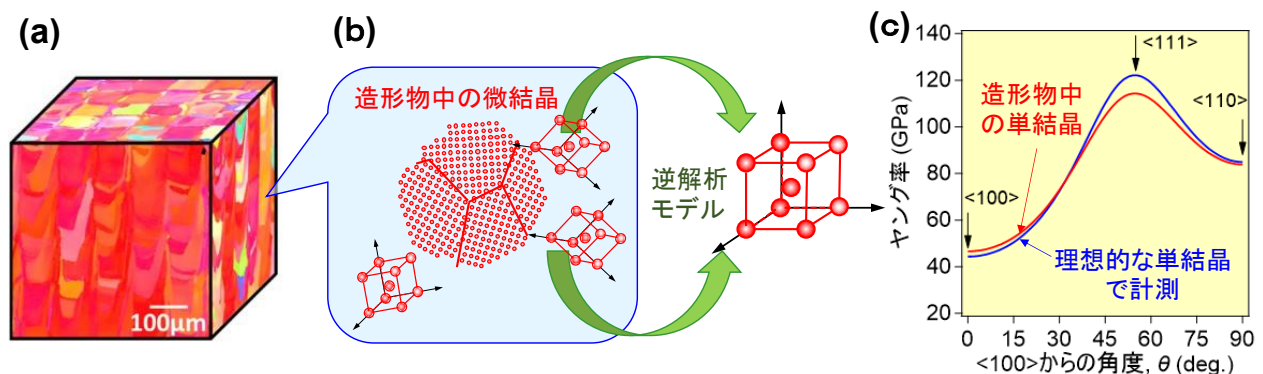 (a)
100μm
(b)
造形物中の微結晶
逆解析
モデル
(c)
ヤング率 (GPa)
140
120
100
80
60
40
20
0
15
30
45
60
75
90
<100>からの角度, θ (deg.)
<100>
<111>
<110>
造形物中
の単結晶
理想的な単結晶
で計測